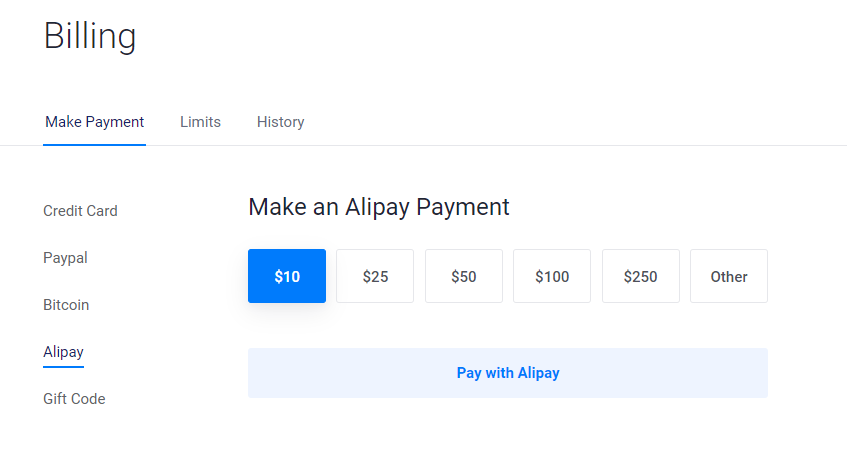 Billing
Make Payment Limits History
Credit Card
Paypal
Bitcoin
Alipay
Gift Code
Make an Alipay Payment
$10 $25 $50 $100 $250 Other
Pay with Alipay